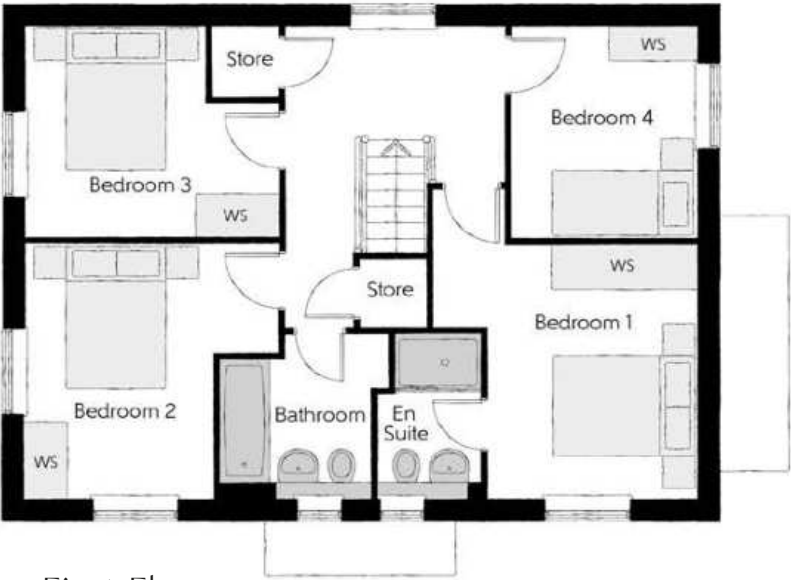 Store
WS
Bedroom 4
Bedroom 3
WS
WS
Store
Bedroom 1
Bedroom 2
Bathroom
En
Suite
WS